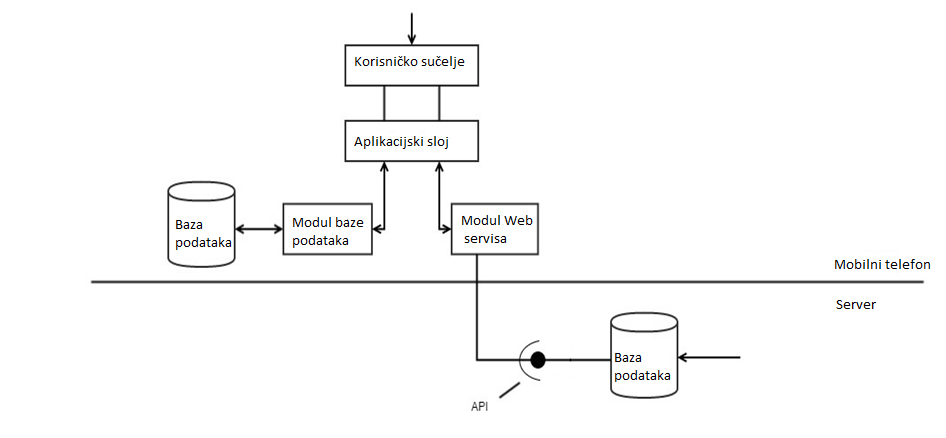 Korisničko sučelje
Aplikacijski sloj
Baza
podataka
Modul baze
podataka
Modul Web
servisa
Mobilni telefon
Server
Baza
podataka
API